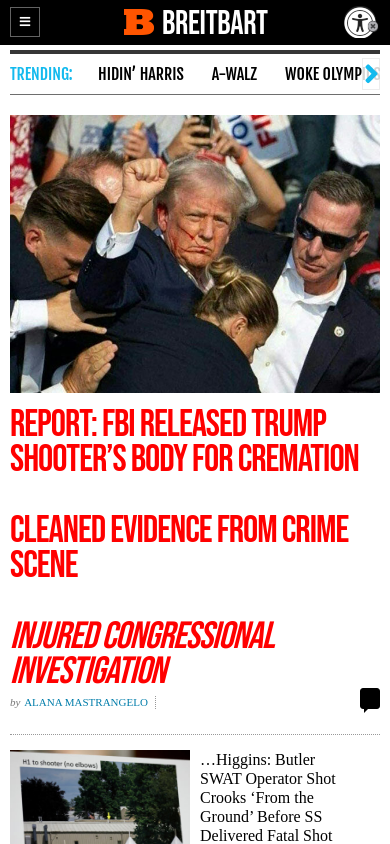 BREITBART
TRENDING: HIDIN’ HARRIS A-WALZ WOKE OLYMP
REPORT: FBI RELEASED TRUMP
SHOOTER’S BODY FOR CREMATION
CLEANED EVIDENCE FROM CRIME
SCENE
INJURED CONGRESSIONAL
INVESTIGATION
by ALANA MASTRANGELO
H1 to shooter (no elbows)
…Higgins: Butler
SWAT Operator Shot
Crooks ‘From the
Ground’ Before SS
Delivered Fatal Shot